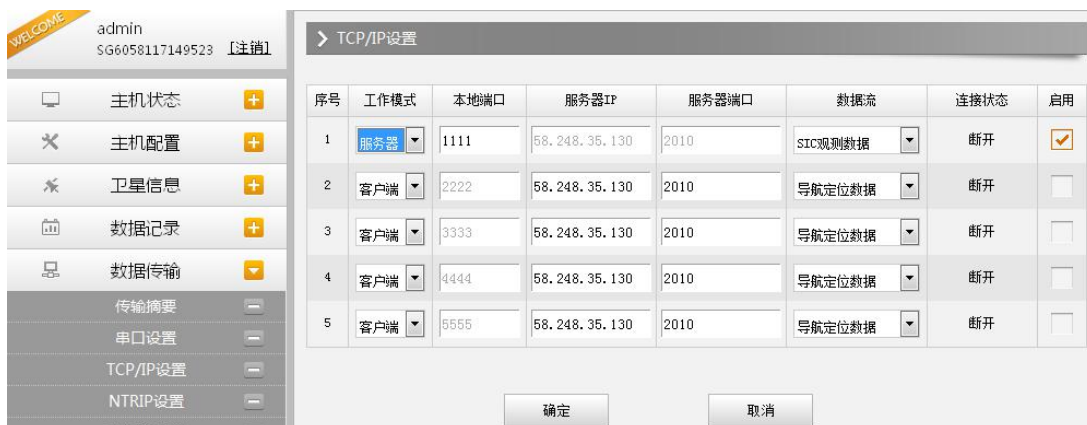 WELCOME
admin
SG6058117149523 [注销]
主机状态
主机配置
卫星信息
数据记录
数据传输
传输摘要
串口设置
TCP/IP设置
NTRIP设置
TCP/IP设置
序号 工作模式 本地端口 服务器IP 服务器端口 数据流 连接状态 启用
1 服务器 1111 58.248.35.130 2010 SIC观测数据 断开
2 客户端 2222 58.248.35.130 2010 导航定位数据 断开
3 客户端 3333 58.248.35.130 2010 导航定位数据 断开
4 客户端 4444 58.248.35.130 2010 导航定位数据 断开
5 客户端 5555 58.248.35.130 2010 导航定位数据 断开
确定 取消